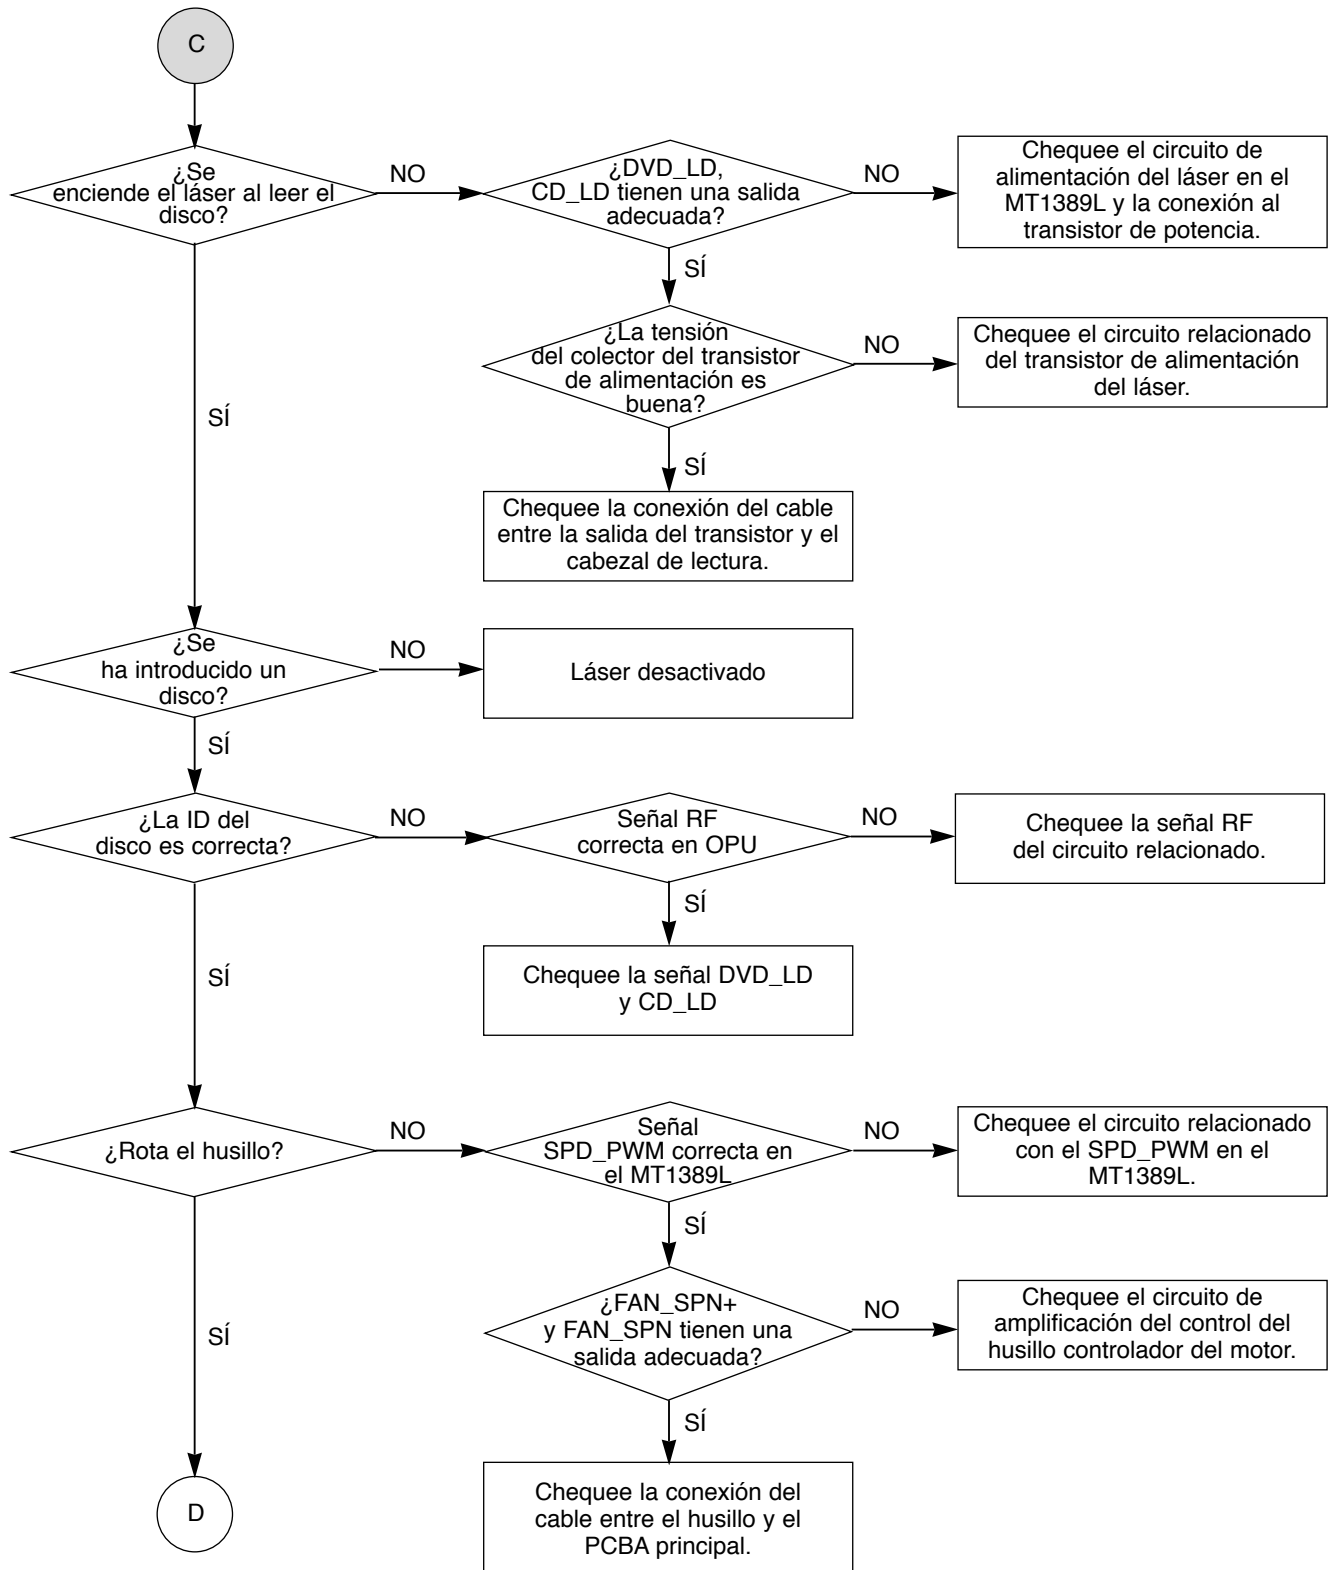 C
¿Se
enciende el láser al leer el
disco?
NO
¿DVD_LD,
CD_LD tienen una salida
adecuada?
NO
Chequee el circuito de
alimentación del láser en el
MT1389L y la conexión al
transistor de potencia.
SÍ
¿La tensión
del colector del transistor
de alimentación es
buena?
NO
Chequee el circuito relacionado
del transistor de alimentación
del láser.
SÍ
SÍ
Chequee la conexión del cable
entre la salida del transistor y el
cabezal de lectura.
¿Se
ha introducido un
disco?
NO
Láser desactivado
SÍ
¿La ID del
disco es correcta?
NO
Señal RF
correcta en OPU
NO
Chequee la señal RF
del circuito relacionado.
SÍ
SÍ
Chequee la señal DVD_LD
y CD_LD
¿Rota el husillo?
NO
Señal
SPD_PWM correcta en
el MT1389L
NO
Chequee el circuito relacionado
con el SPD_PWM en el
MT1389L.
SÍ
SÍ
¿FAN_SPN+
y FAN_SPN tienen una
salida adecuada?
NO
Chequee el circuito de
amplificación del control del
husillo controlador del motor.
SÍ
D
Chequee la conexión del
cable entre el husillo y el
PCBA principal.